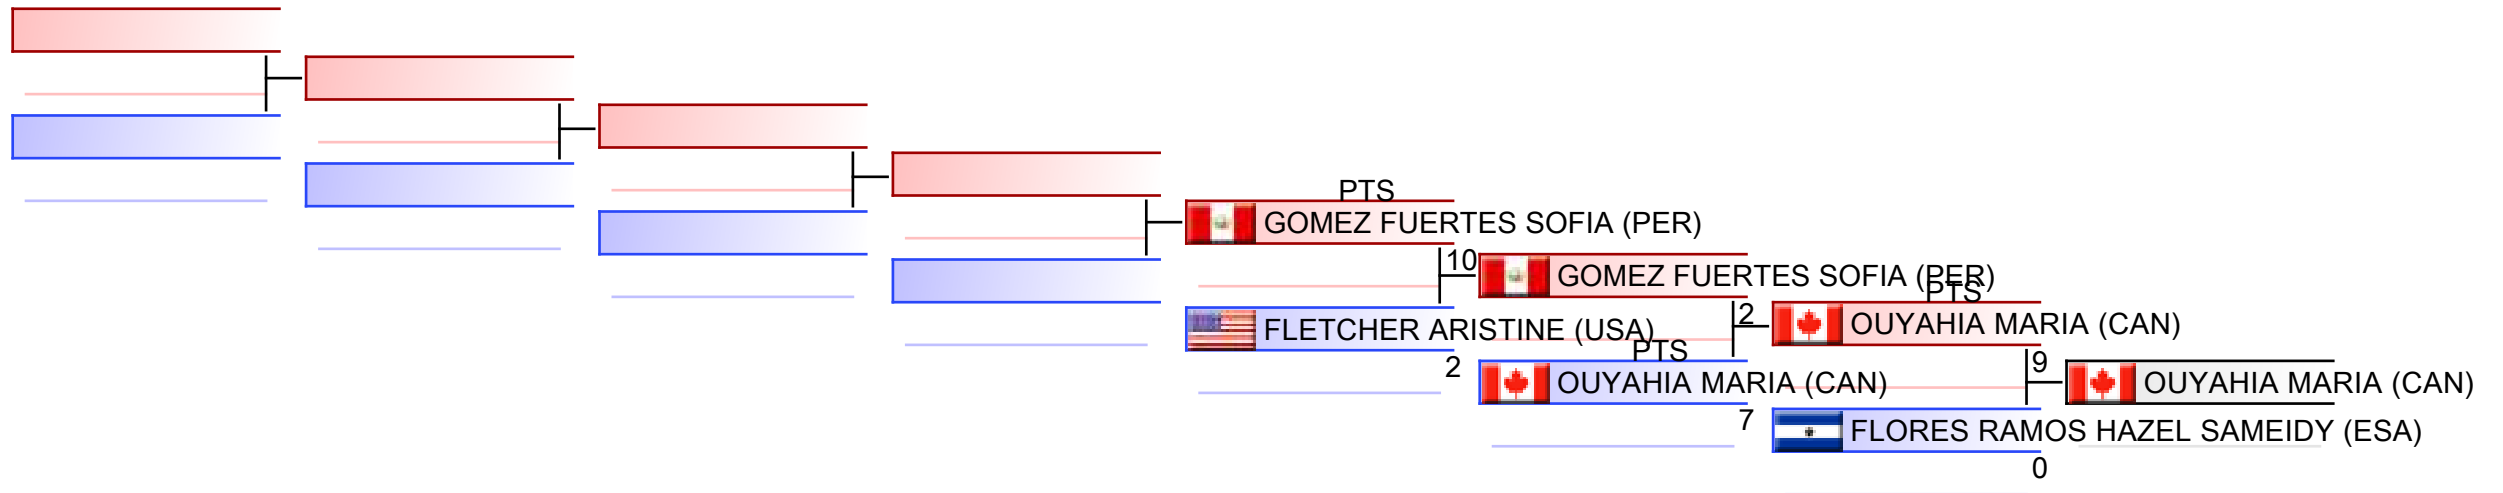 PTS
GOMEZ FUERTES SOFIA (PER)
10
FLETCHER ARISTINE (USA)
2
GOMEZ FUERTES SOFIA (PER)
2
PTS
OUYAHIA MARIA (CAN)
7
PTS
OUYAHIA MARIA (CAN)
9
FLORES RAMOS HAZEL SAMEIDY (ESA)
0
OUYAHIA MARIA (CAN)